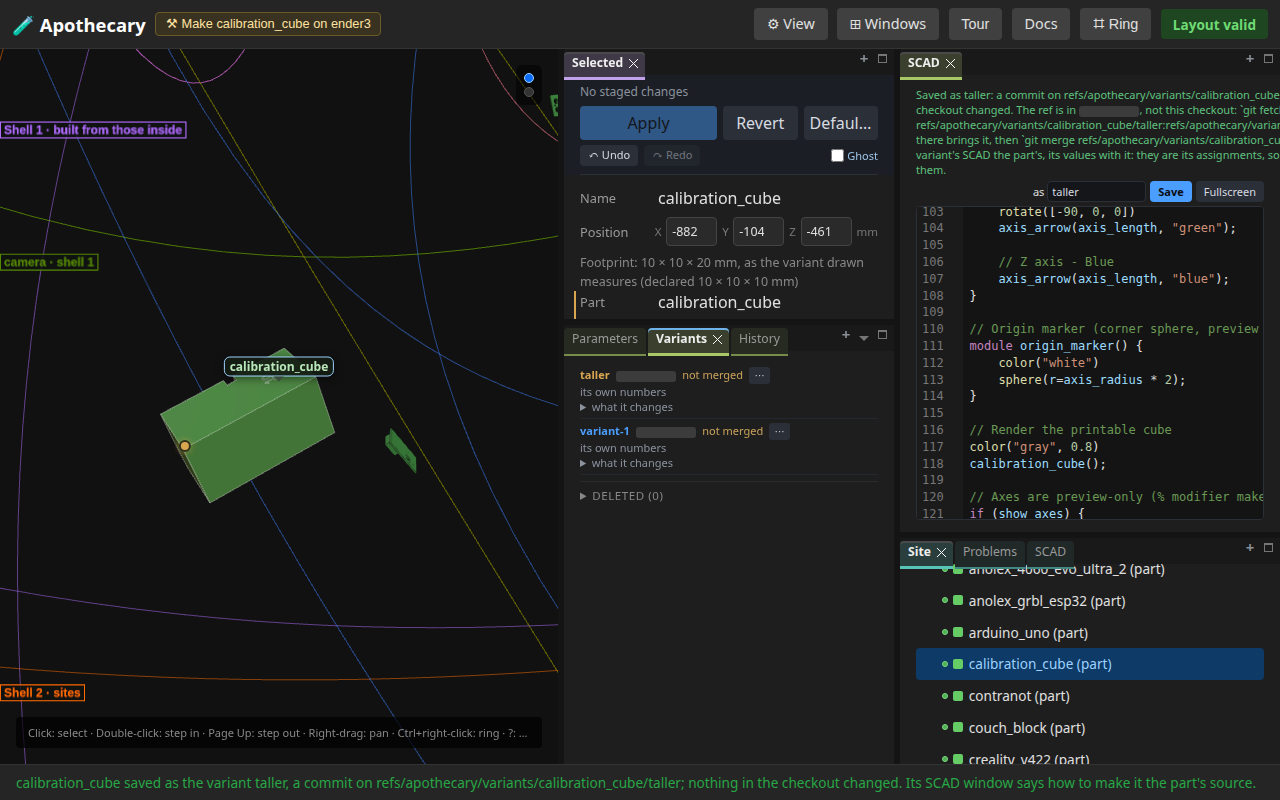 🧪 Apothecary
⚒ Make calibration_cube on ender3
⚙ View
⊞ Windows
Tour
Docs
⌗ Ring
Layout valid
Shell 1 · built from those inside
camera · shell 1
calibration_cube
Shell 2 · sites
Click: select · Double-click: step in · Page Up: step out · Right-drag: pan · Ctrl+right-click: ring · ?: ...
Selected
No staged changes
Apply
Revert
Defaul...
↶ Undo
↷ Redo
Ghost
Name calibration_cube
Position X -882 Y -104 Z -461 mm
Footprint: 10 × 10 × 20 mm, as the variant drawn
measures (declared 10 × 10 × 10 mm)
Part calibration_cube
Parameters
Variants
History
taller not merged ...
its own numbers
▶ what it changes
variant-1 not merged ...
its own numbers
▶ what it changes
▶ DELETED (0)
SCAD
Saved as taller: a commit on refs/apothecary/variants/calibration_cube
checkout changed. The ref is in , not this checkout: `git fetc
refs/apothecary/variants/calibration_cube/taller:refs/apothecary/varian
there brings it, then `git merge refs/apothecary/variants/calibration_cu
variant's SCAD the part's, its values with it: they are its assignments, so
them.
as taller Save Fullscreen
103 rotate([-90, 0, 0])
104 axis_arrow(axis_length, "green");
105
106 // Z axis - Blue
107 axis_arrow(axis_length, "blue");
108 }
109
110 // Origin marker (corner sphere, preview
111 module origin_marker() {
112 color("white")
113 sphere(r=axis_radius * 2);
114 }
115
116 // Render the printable cube
117 color("gray", 0.8)
118 calibration_cube();
119
120 // Axes are preview-only (% modifier make
121 if (show_axes) {
Site
Problems
SCAD
anolex_4000_evo_ultra_2 (part)
anolex_grbl_esp32 (part)
arduino_uno (part)
calibration_cube (part)
contranot (part)
couch_block (part)
creality_v422 (part)
calibration_cube saved as the variant taller, a commit on refs/apothecary/variants/calibration_cube/taller; nothing in the checkout changed. Its SCAD window says how to make it the part's source.